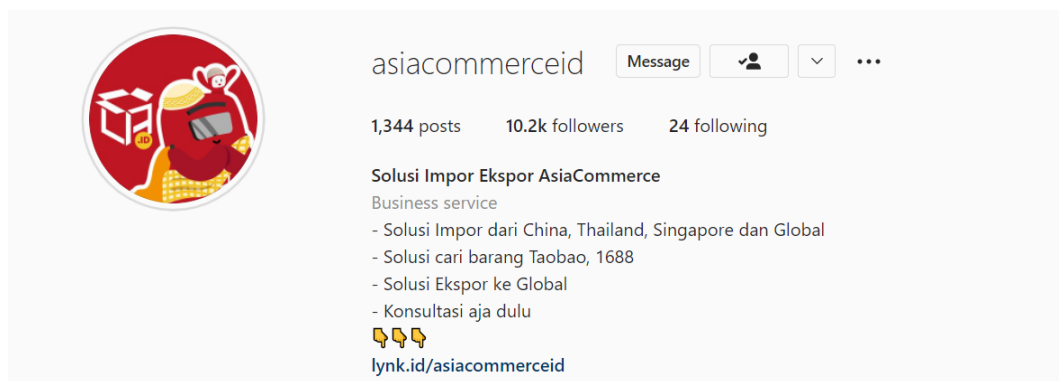 asiacommerceid Message
1,344 posts 10.2k followers 24 following
Solusi Impor Ekspor AsiaCommerce
Business service
- Solusi Impor dari China, Thailand, Singapore dan Global
- Solusi cari barang Taobao, 1688
- Solusi Ekspor ke Global
- Konsultasi aja dulu
👇👇👇
lynk.id/asiacommerceid
.ID